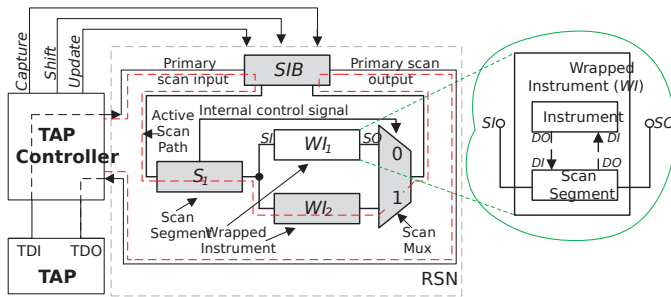 Capture
Shift
Update
Primary
scan input
SIB
Primary scan
output
Internal control signal
Active
Scan
Path
TAP
Controller
SI
WI1
SO
0
S1
1
WI2
Scan
Segment
Wrapped
Instrument
Scan
Mux
TDI
TDO
TAP
RSN
Wrapped
Instrument (WI)
SI
SO
Instrument
DO
DI
DI
DO
Scan
Segment